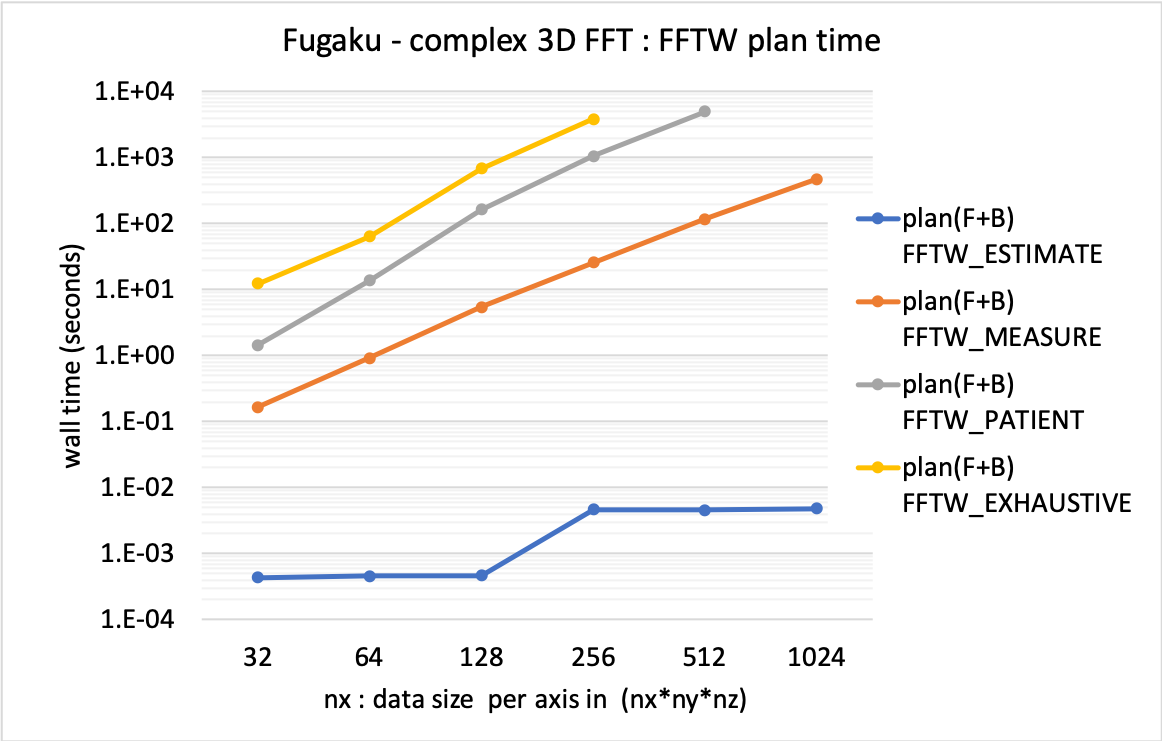 Fugaku - complex 3D FFT : FFTW plan time
1.E+04
1.E+03
1.E+02
1.E+01
1.E+00
1.E-01
1.E-02
1.E-03
1.E-04
wall time (seconds)
32 64 128 256 512 1024
nx : data size per axis in (nx*ny*nz)
plan(F+B)
FFTW_ESTIMATE
plan(F+B)
FFTW_MEASURE
plan(F+B)
FFTW_PATIENT
plan(F+B)
FFTW_EXHAUSTIVE